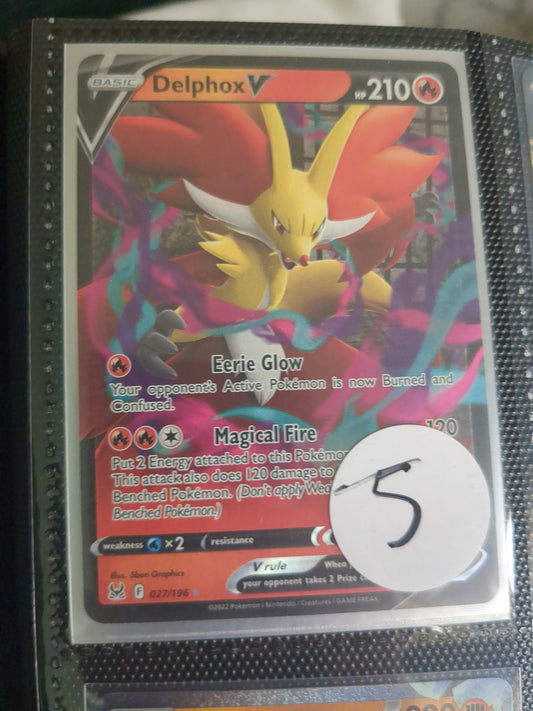 BASIC Delphox V HP 210
Eerie Glow
Your opponent's Active Pokémon is now Burned and
Confused.
Magical Fire 120
Put 2 Energy attached to this Pokémon
This attack also does 120 damage to
Benched Pokémon. (Don't apply
Benched Pokémon.)
5
weakness ×2 resistance
V rule When
your opponent takes 2 Prize
Illus. 5ban Graphics
F 027/196
©2022 Pokémon / Nintendo / Creatures / GAME FREAK